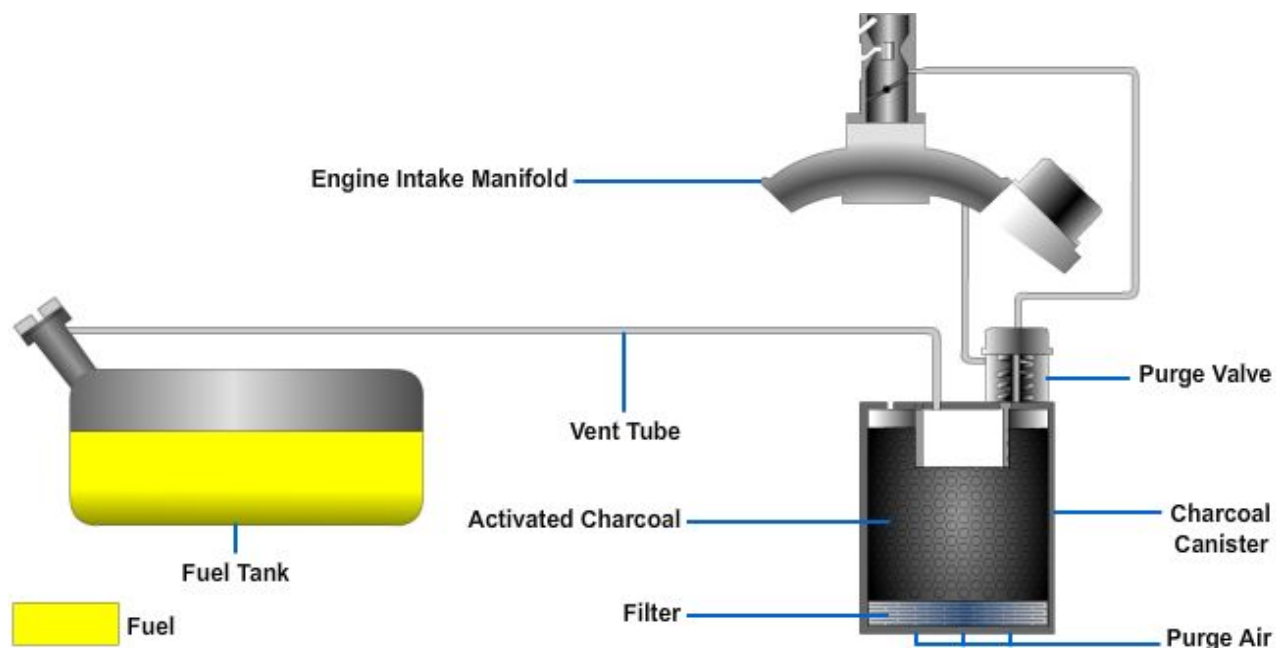 Engine Intake Manifold
Purge Valve
Vent Tube
Activated Charcoal
Charcoal
Canister
Fuel Tank
Filter
Fuel
Purge Air